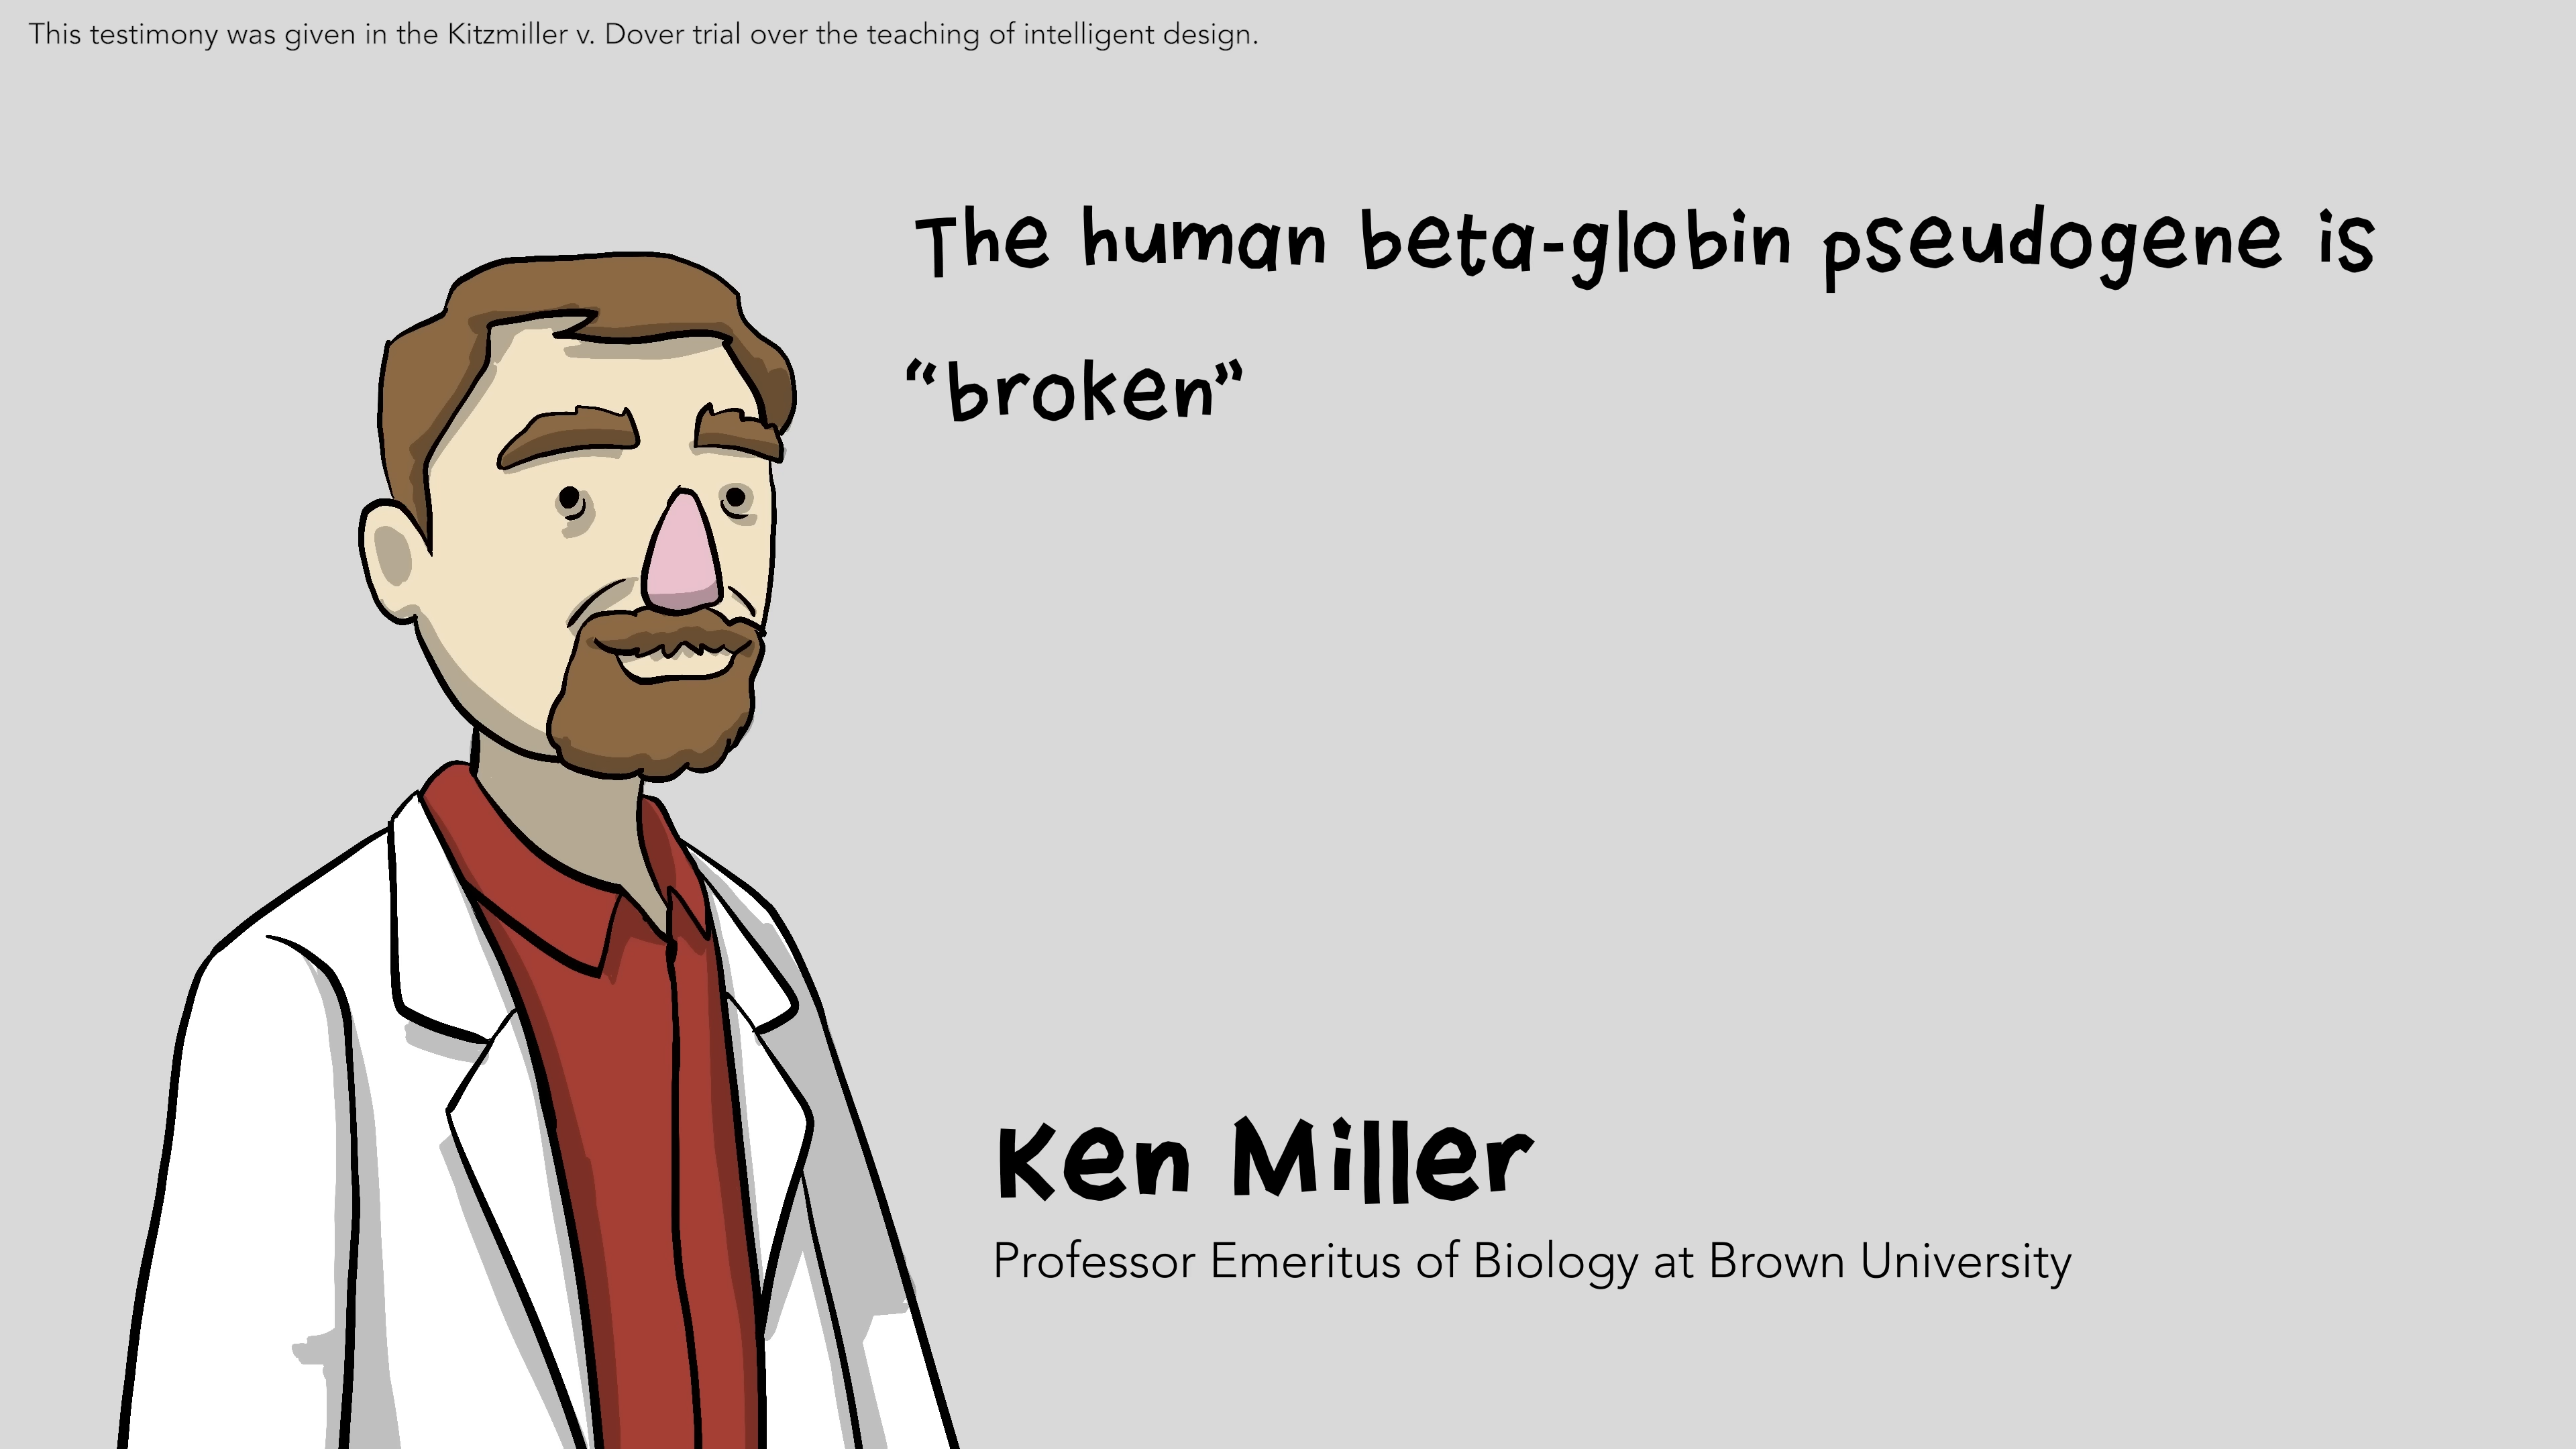 This testimony was given in the Kitzmiller v. Dover trial over the teaching of intelligent design.
The human beta-globin pseudogene is
“broken”
Ken Miller
Professor Emeritus of Biology at Brown University